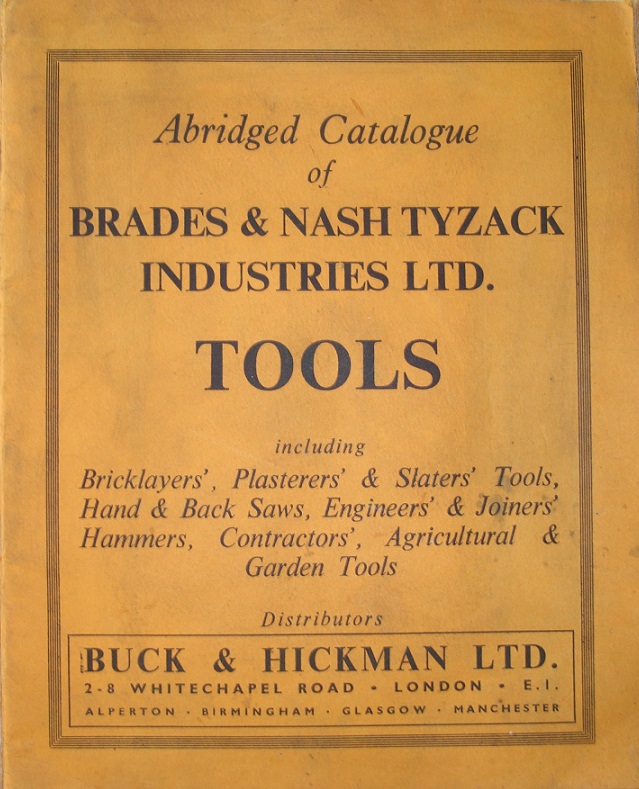 Abridged Catalogue
of
BRADES & NASH TYZACK
INDUSTRIES LTD.
TOOLS
including
Bricklayers', Plasterers' & Slaters' Tools,
Hand & Back Saws, Engineers' & Joiners'
Hammers, Contractors', Agricultural &
Garden Tools
Distributors
BUCK & HICKMAN LTD.
2-8 WHITECHAPEL ROAD • LONDON • E.1.
ALPERTON · BIRMINGHAM · GLASGOW · MANCHESTER